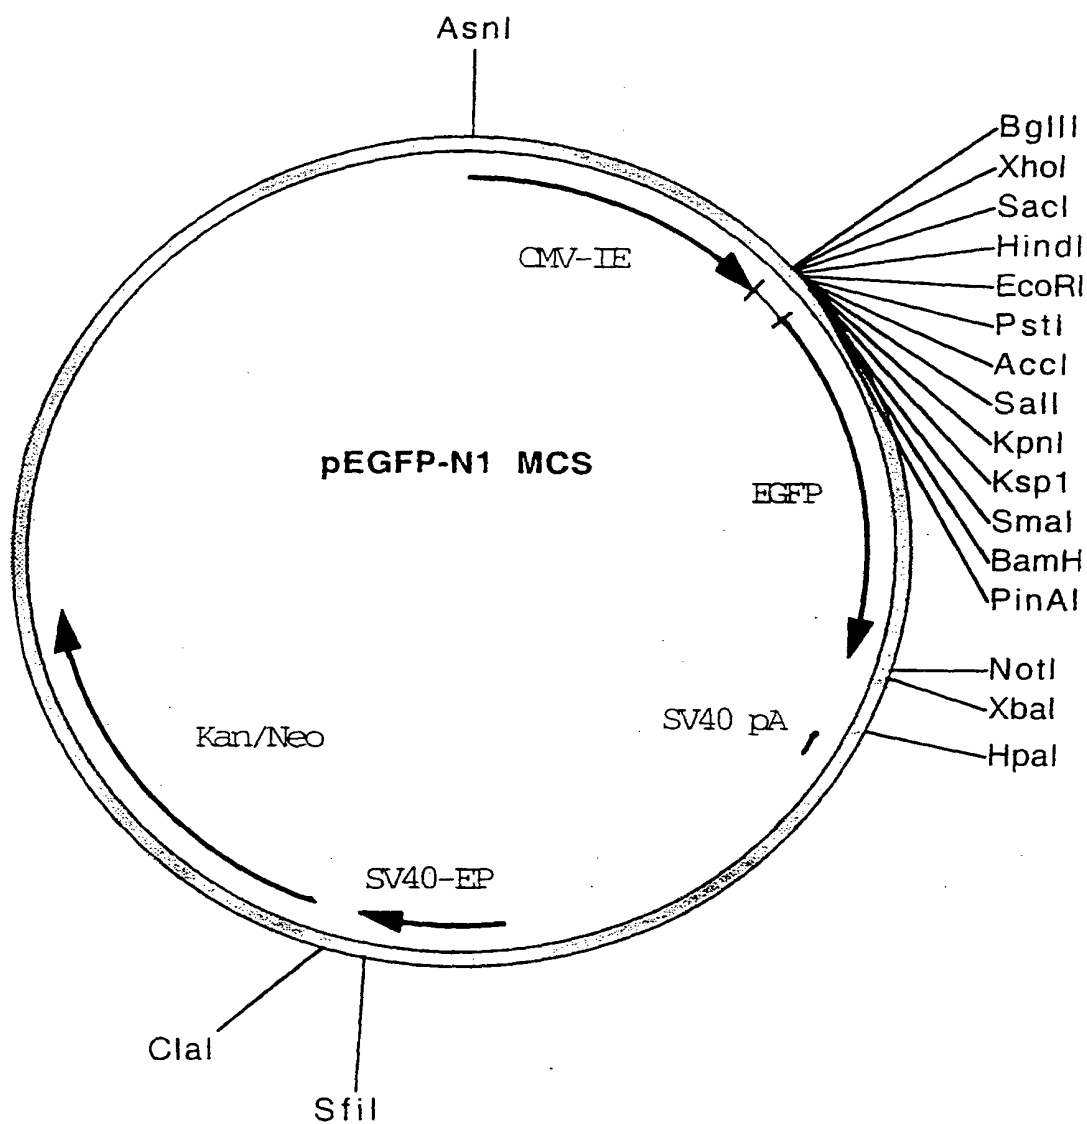 AsnI
BglII
XhoI
SacI
HindI
EcoRI
PstI
AccI
SalI
KpnI
Ksp1
SmaI
BamH
PinAI
NotI
XbaI
HpaI
CMV-IE
pEGFP-N1 MCS
EGFP
SV40 pA
Kan/Neo
SV40-EP
ClaI
SfiI